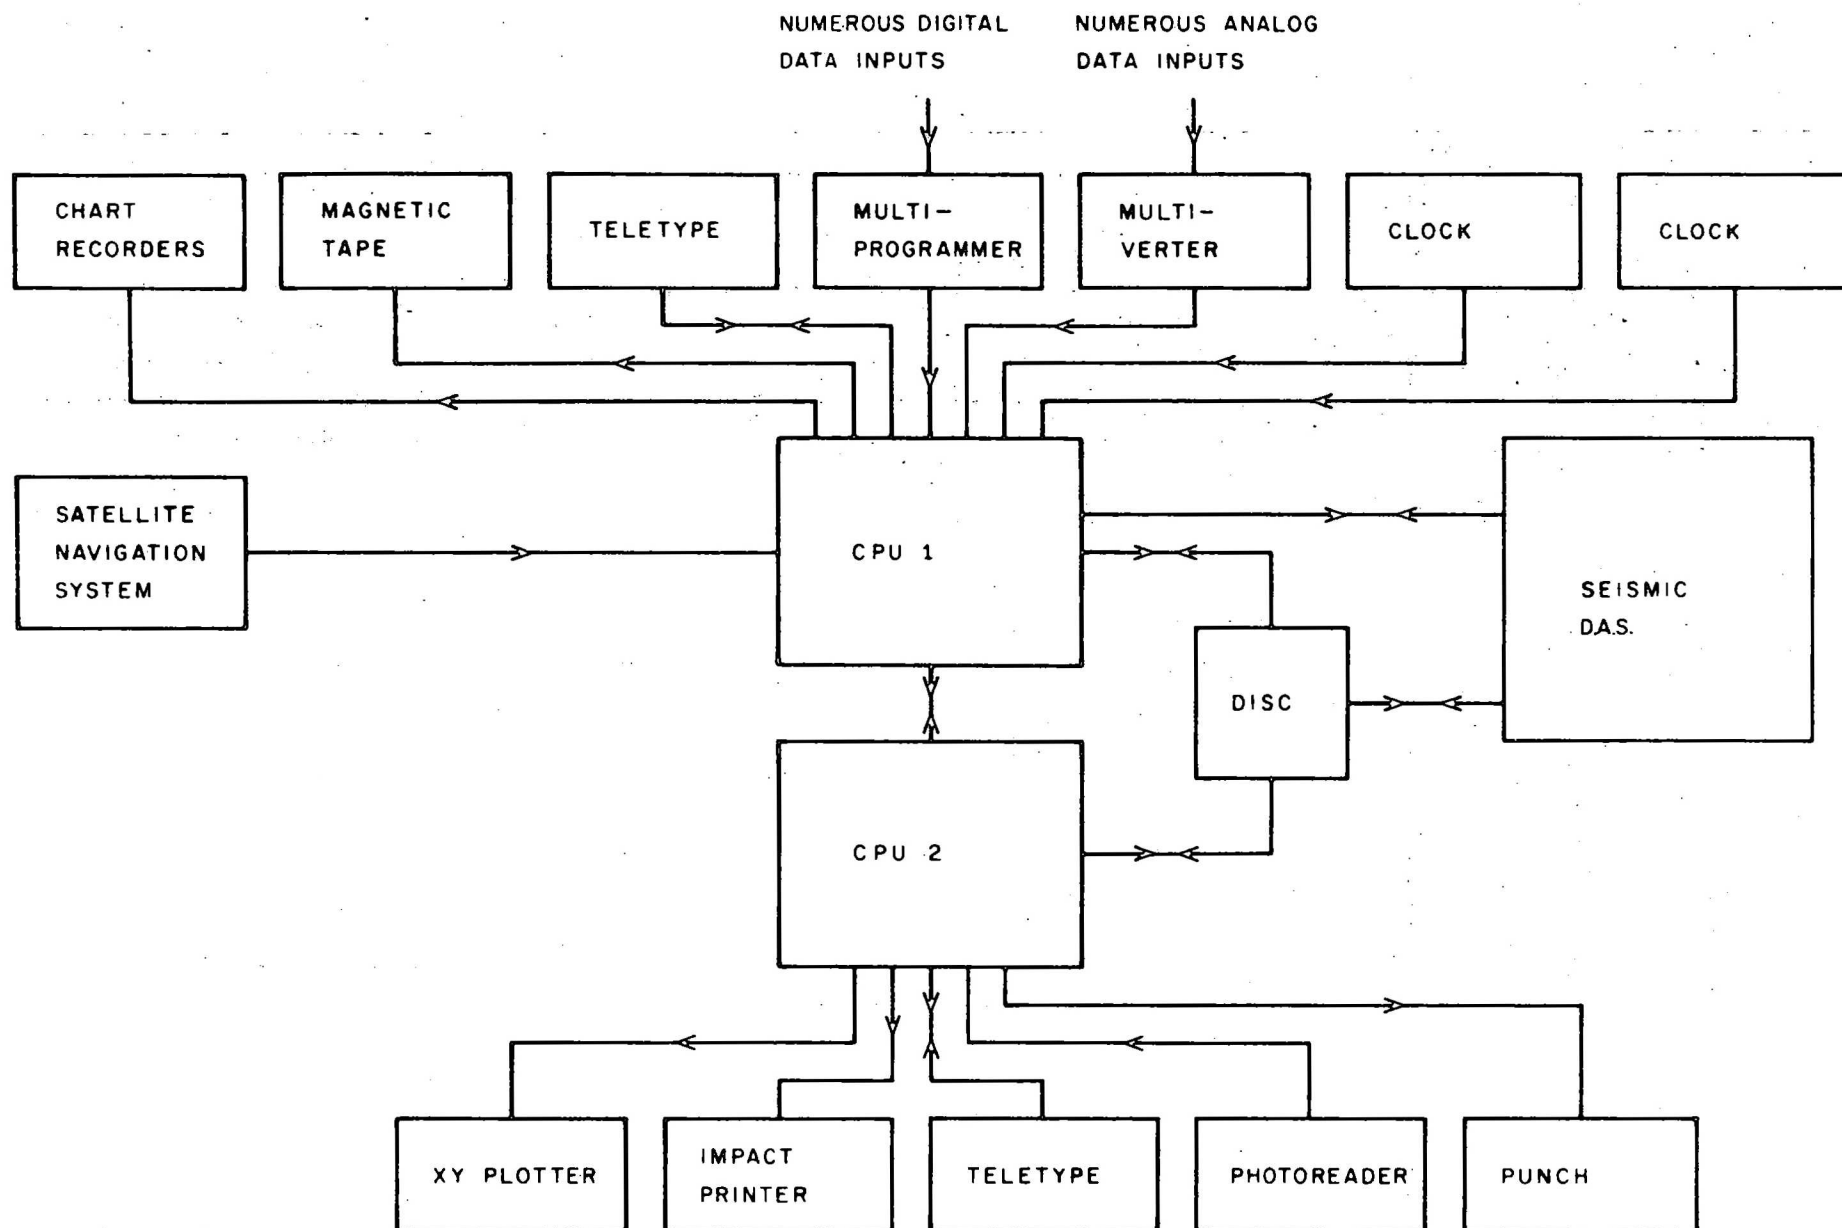 NUMEROUS DIGITAL
DATA INPUTS
NUMEROUS ANALOG
DATA INPUTS
CHART
RECORDERS
MAGNETIC
TAPE
TELETYPE
MULTI-
PROGRAMMER
MULTI-
VERTER
CLOCK
CLOCK
SATELLITE
NAVIGATION
SYSTEM
CPU 1
SEISMIC
D.A.S.
DISC
CPU 2
XY PLOTTER
IMPACT
PRINTER
TELETYPE
PHOTOREADER
PUNCH